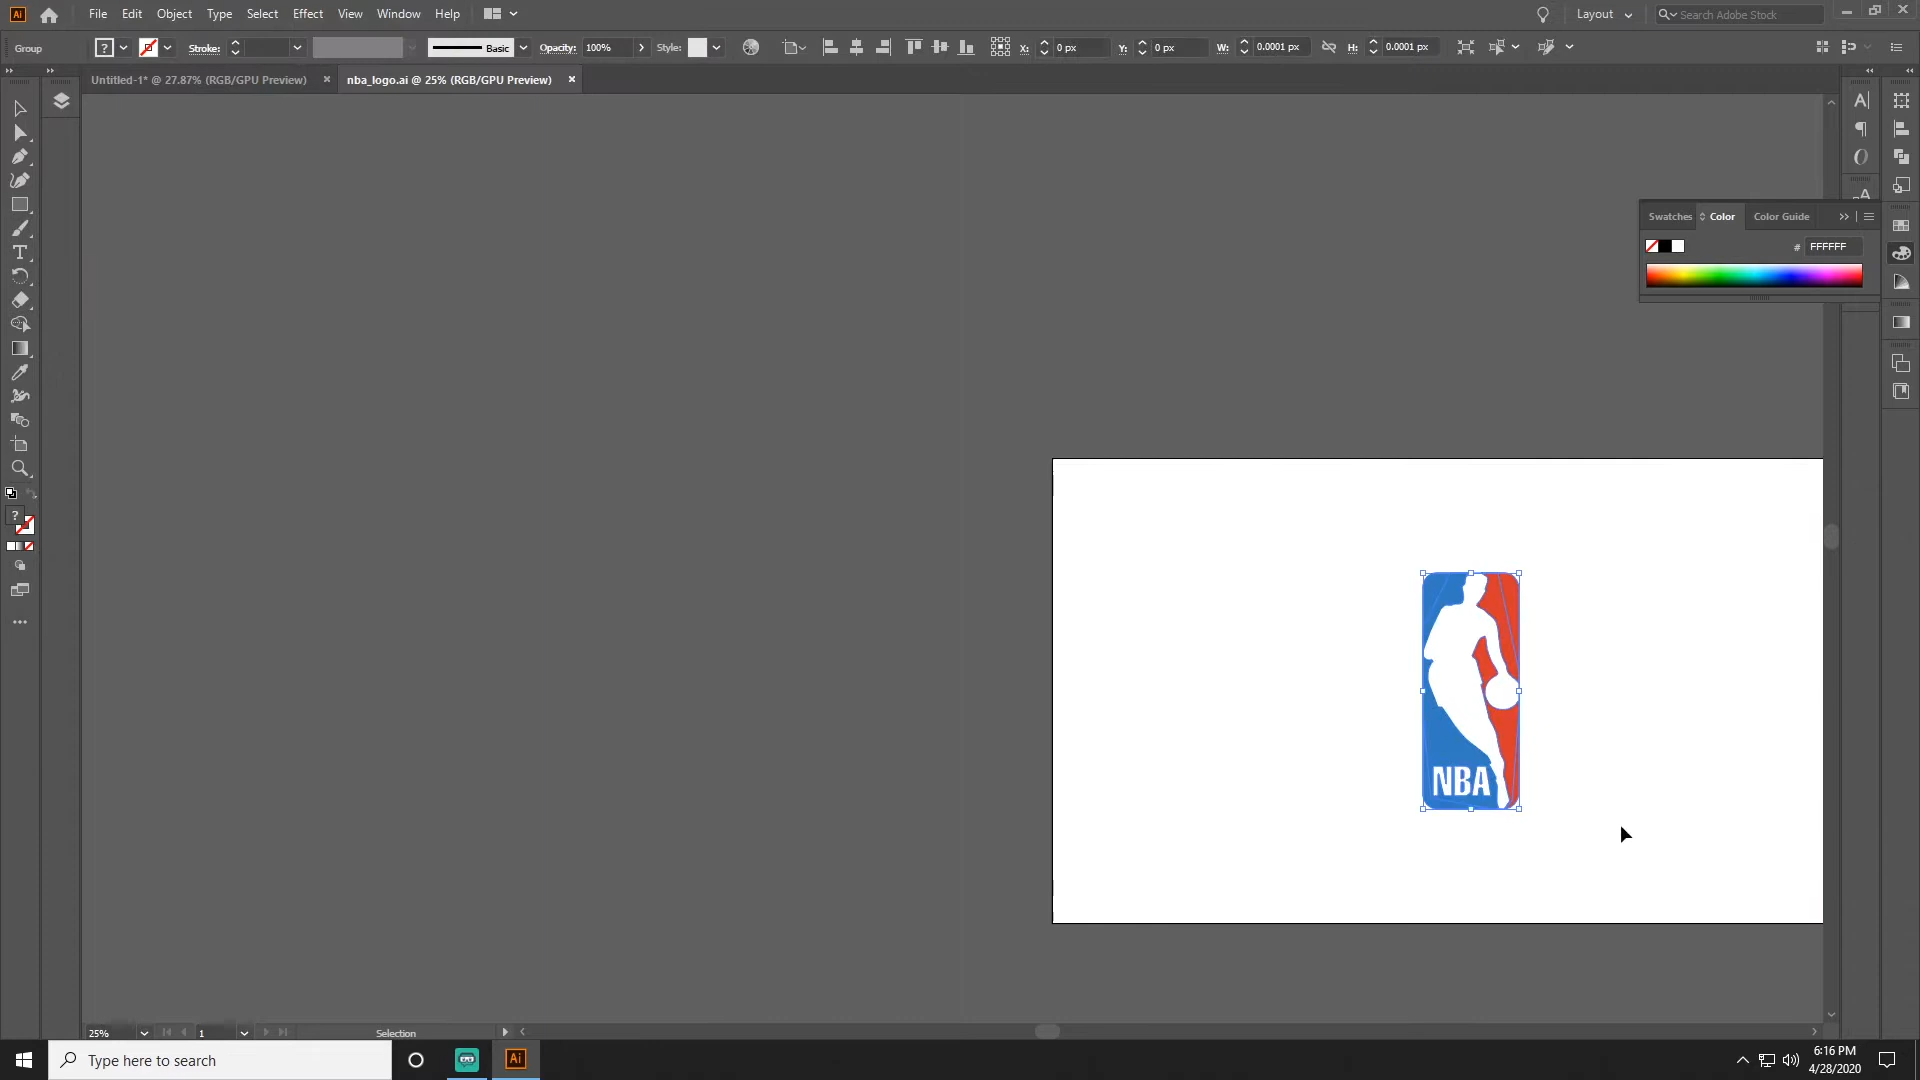 Ai File Edit Object Type Select Effect View Window Help Layout Search Adobe Stock
Group ? Stroke: Basic Opacity: 100% Style: X: 0 px Y: 0 px W: 0.0001 px H: 0.0001 px
Untitled-1* @ 27.87% (RGB/GPU Preview) × nba_logo.ai @ 25% (RGB/GPU Preview) ×
Swatches Color Color Guide
# FFFFFF
?
NBA
25% 1 Selection
Type here to search Ai 6:16 PM
4/28/2020